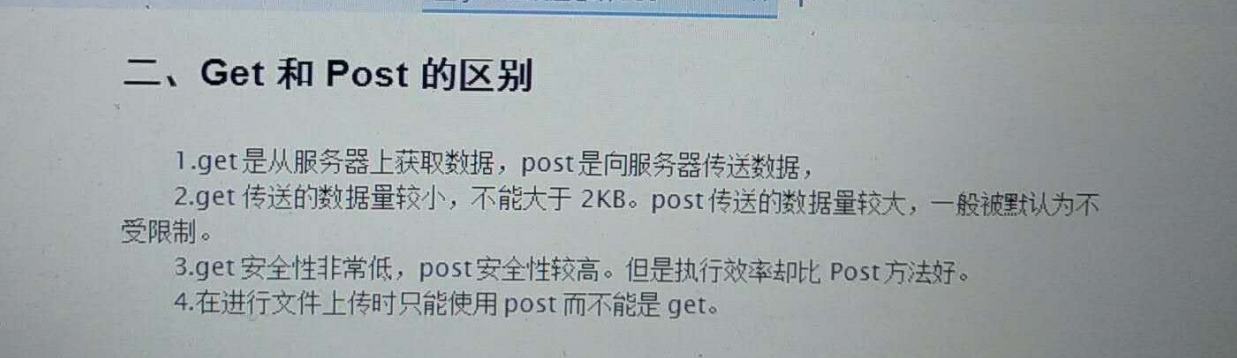 二、Get 和 Post 的区别
1.get是从服务器上获取数据，post是向服务器传送数据，
2.get 传送的数据量较小，不能大于 2KB。post传送的数据量较大，一般被默认为不
受限制。
3.get 安全性非常低，post安全性较高。但是执行效率却比 Post方法好。
4.在进行文件上传时只能使用 post 而不能是 get。